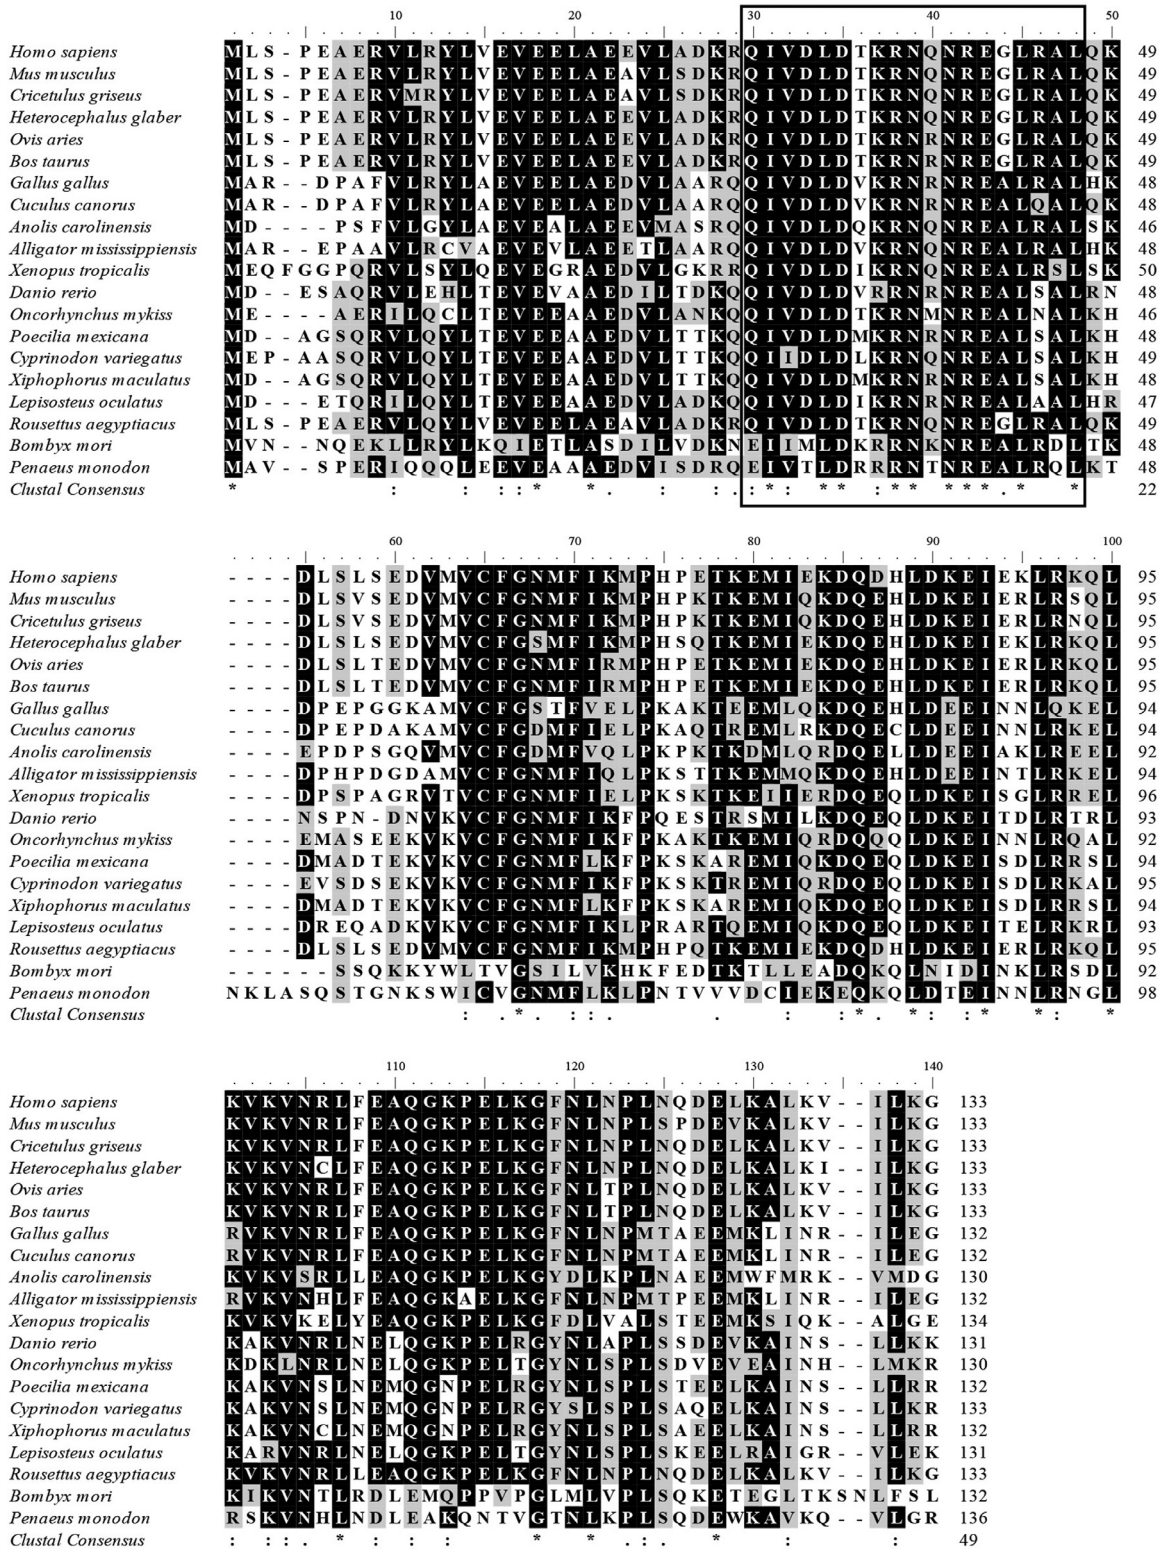 10 20 30 40 50
Homo sapiens MLS-PEAERVLRYLVEVEELAEEVLADKRQIVDLDTKRNQNREGLRALQK 49
Mus musculus MLS-PEAERVLRYLVEVEELAEAVLSDKRQIVDLDTKRNQNREGLRALQK 49
Cricetulus griseus MLS-PEAERVMRYLVEVEELAEAVLSDKRQIVDLDTKRNQNREGLRALQK 49
Heterocephalus glaber MLS-PEAERVLRYLVEVEELAEEVLADKRQIVDLDTKRNRNREGLRALQK 49
Ovis aries MLS-PEAERVLRYLVEVEELAEEVLADKRQIVDLDTKRNRNREGLRALQK 49
Bos taurus MLS-PEAERVLRYLVEVEELAEEVLADKRQIVDLDTKRNRNREGLRALQK 49
Gallus gallus MAR--DPAFVLRYLAEVEELAEDVLAARQQIVDLDVKRNRNREALRALHK 48
Cuculus canorus MAR--DPAFVLRYLAEVEELAEDVLAARQQIVDLDVKRNRNREALQALQK 48
Anolis carolinensis MD----PSFVLGYLAEVEALAEEVMASRQQIVDLDQKRNRNREALRALSK 46
Alligator mississippiensis MAR--EPAAVLRCVAEVEVLAEETLAARQQIVDLDVKRNRNREALRALHK 48
Xenopus tropicalis MEQFGGPQRVLSYLQEVEGRAEDVLGKRRQIVDLDIKRNRNREALRSLSK 50
Danio rerio MD--ESAQRVLEHLTEVEVAAEDILTDKQQIVDLDVRRNRNREALSALRN 48
Oncorhynchus mykiss ME----AERILQCLTEVEEAAEDVLANKQQIVDLDTKRNMNREALNALKH 46
Poecilia mexicana MD--AGSQRVLQYLTEVEEAAEDVLTTKQQIVDLDMKRNRNREALSALKH 48
Cyprinodon variegatus MEP-AASQRVLQYLTEVEEAAEDVLTTKQQIIDLDLKRNRNREALSALKH 49
Xiphophorus maculatus MD--AGSQRVLQYLTEVEEAAEDVLTTKQQIVDLDMKRNRNREALSALKH 48
Lepisosteus oculatus MD---ETQRILQYLTEVEEAAEDVLADKQQIVDLDIKRNRNREALAALHR 47
Rousettus aegyptiacus MLS-PEAERVLQYLVEVEELAEAVLADKRQIVDLDTKRNQNREGLRALQK 49
Bombyx mori MVN--NQEKLLRYLKQIETLASDILVDKNEIIMLDKRRNKNREALRDLTK 48
Penaeus monodon MAV--SPERIQQQLEEVEAAAEDVISDRQEIVTLDRRRNTNREALRQLKT 48
Clustal Consensus * : : :: * *. : : .: *: ** :** *** .* * 22
60 70 80 90 100
Homo sapiens ----DLSLSEDVMVCFGNMFIKMPHPETKEMIEKDQDHLDKEIEKLRKQL 95
Mus musculus ----DLSVSEDVMVCFGNMFIKMPHPKTKEMIQKDQEHLDKEIERLRSQL 95
Cricetulus griseus ----DLSVSEDVMVCFGNMFIKMPHPKTKEMIQKDQEHLDKEIERLRNQL 95
Heterocephalus glaber ----DLSLSEDVMVCFGSMFIKMPHSQTKEMIEKDQEHLDKEIEKLRKQL 95
Ovis aries ----DLSLTEDVMVCFGNMFIRMPHPETKEMIEKDQEHLDKEIEKLRKQL 95
Bos taurus ----DLSLTEDVMVCFGNMFIRMPHPETKEMIEKDQEHLDKEIERLRKQL 95
Gallus gallus ----DPEPGGKAMVCFGSTFVELPKAKTEEMLQKDQEHLDEEINNLQKEL 94
Cuculus canorus ----DPEPDAKAMVCFGDMFIELPKAQTREMLRKDQECLDEEINNLRKEL 94
Anolis carolinensis ----EPDPSGQVMVCFGDMFVQLPKPKTKDMLQRDQELLDEEIAKLREEL 92
Alligator mississippiensis ----DPHPDGDAMVCFGNMFIQLPKSTTKEMMQKDQEHLDEEINTLRKEL 94
Xenopus tropicalis ----DPSPAGRVTVCFGNMFIELPKSKTKEIIERDQEQLDKEISGLRREL 96
Danio rerio ----NSPN-DNVKVCFGNMFIKFPQESTRSMILKDQEQLDKEITDLRTRL 93
Oncorhynchus mykiss ----EMASEEKVKVCFGNMFIKFPKAKTKEMIQRDQQQLDKEINNLRQAL 92
Poecilia mexicana ----DMADTEKVKVCFGNMFLKFPKSKAREMIQKDQEQLDKEISDLRRSL 94
Cyprinodon variegatus ----EVSDSEKVKVCFGNMFIKFPKSKTREMIQRDQEQLDKEISDLRKAL 95
Xiphophorus maculatus ----DMADTEKVKVCFGNMFLKFPKSKAREMIQKDQEQLDKEISDLRRSL 94
Lepisosteus oculatus ----DREQADKVKVCFGNMFIKLPRARTQEMIQKDQEQLDKEITELRKRL 93
Rousettus aegyptiacus ----DLSLSEDVMVCFGNMFIKMPHPQTKEMIEKDQDHLDKEIERLRKQL 95
Bombyx mori ------SSQKKYWLTVGSILVKHKFEDTKTLLEADQKQLNIDINKLRSDL 92
Penaeus monodon NKLASQSTGNKSWICVGNMFLKLPNTVVVDCIEKEQKQLDTEINNLRNGL 98
Clustal Consensus : .*. ::. . : :*. *: :* *: *
110 120 130 140
Homo sapiens KVKVNRLFEAQGKPELKGFNLNPLNQDELKALKV--ILKG 133
Mus musculus KVKVNRLFEAQGKPELKGFNLNPLSPDEVKALKV--ILKG 133
Cricetulus griseus KVKVNRLFEAQGKPELKGFNLNPLSQDELKALKV--ILKG 133
Heterocephalus glaber KVKVNCLFEAQGKPELKGFNLNPLNQDELKALKI--ILKG 133
Ovis aries KVKVNRLFEAQGKPELKGFNLTPLNQDELKALKV--ILKG 133
Bos taurus KVKVNRLFEAQGKPELKGFNLTPLNQDELKALKV--ILKG 133
Gallus gallus RVKVNRLFEAQGKPELKGFNLNPMTAEEMKLINR--ILEG 132
Cuculus canorus RVKVNRLFEAQGKPELKGFNLNPMTAEEMKLINR--ILEG 132
Anolis carolinensis KVKVSRLLEAQGKPELKGYDLKPLNAEEMWFMRK--VMDG 130
Alligator mississippiensis RVKVNHLFEAQGKAELKGFNLNPMTPEEMKLINR--ILEG 132
Xenopus tropicalis KVKVKELYEAQGKPELKGFDLVALSTEEMKSIQK--ALGE 134
Danio rerio KAKVNRLNELQGKPELRGYNLAPLSSDEVKAINS--LLKK 131
Oncorhynchus mykiss KDKLNRLNELQGKPELTGYNLSPLSDVEVEAINH--LMKR 130
Poecilia mexicana KAKVNSLNEMQGNPELRGYNLSPLSTEELKAINS--LLRR 132
Cyprinodon variegatus KAKVNSLNEMQGNPELRGYSLSPLSAQELKAINS--LLKR 133
Xiphophorus maculatus KAKVNCLNEMQGNPELRGYNLSPLSAEELKAINS--LLRR 132
Lepisosteus oculatus KARVNRLNELQGKPELTGYNLSPLSKEELRAIGR--VLEK 131
Rousettus aegyptiacus KVKVNRLLEAQGKPELKGFNLNPLNQDELKALKV--ILKG 133
Bombyx mori KIKVNTLRDLEMQPPVPGLMLVPLSQKETEGLTKSNLFSL 132
Penaeus monodon RSKVNHLNDLEAKQNTVGTNLKPLSQDEWKAVKQ--VLGR 136
Clustal Consensus : ::. * : : : * * .:. * : : 49